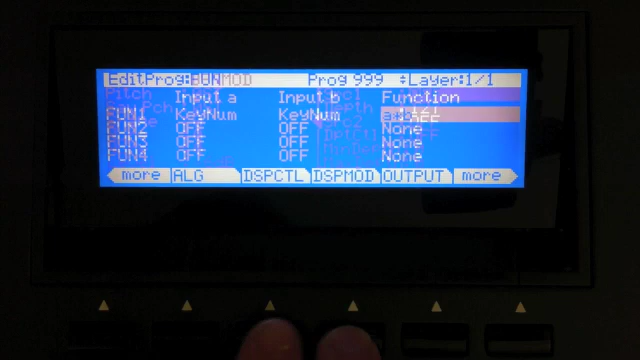 EditProg:FUN Prog 999 ÷Layer:1/1
Input a Input b Function
FUN1 KeyNum KeyNum a*b
FUN2 OFF OFF None
FUN3 OFF OFF None
FUN4 OFF OFF None
more ALG DSPCTL DSPMOD OUTPUT more